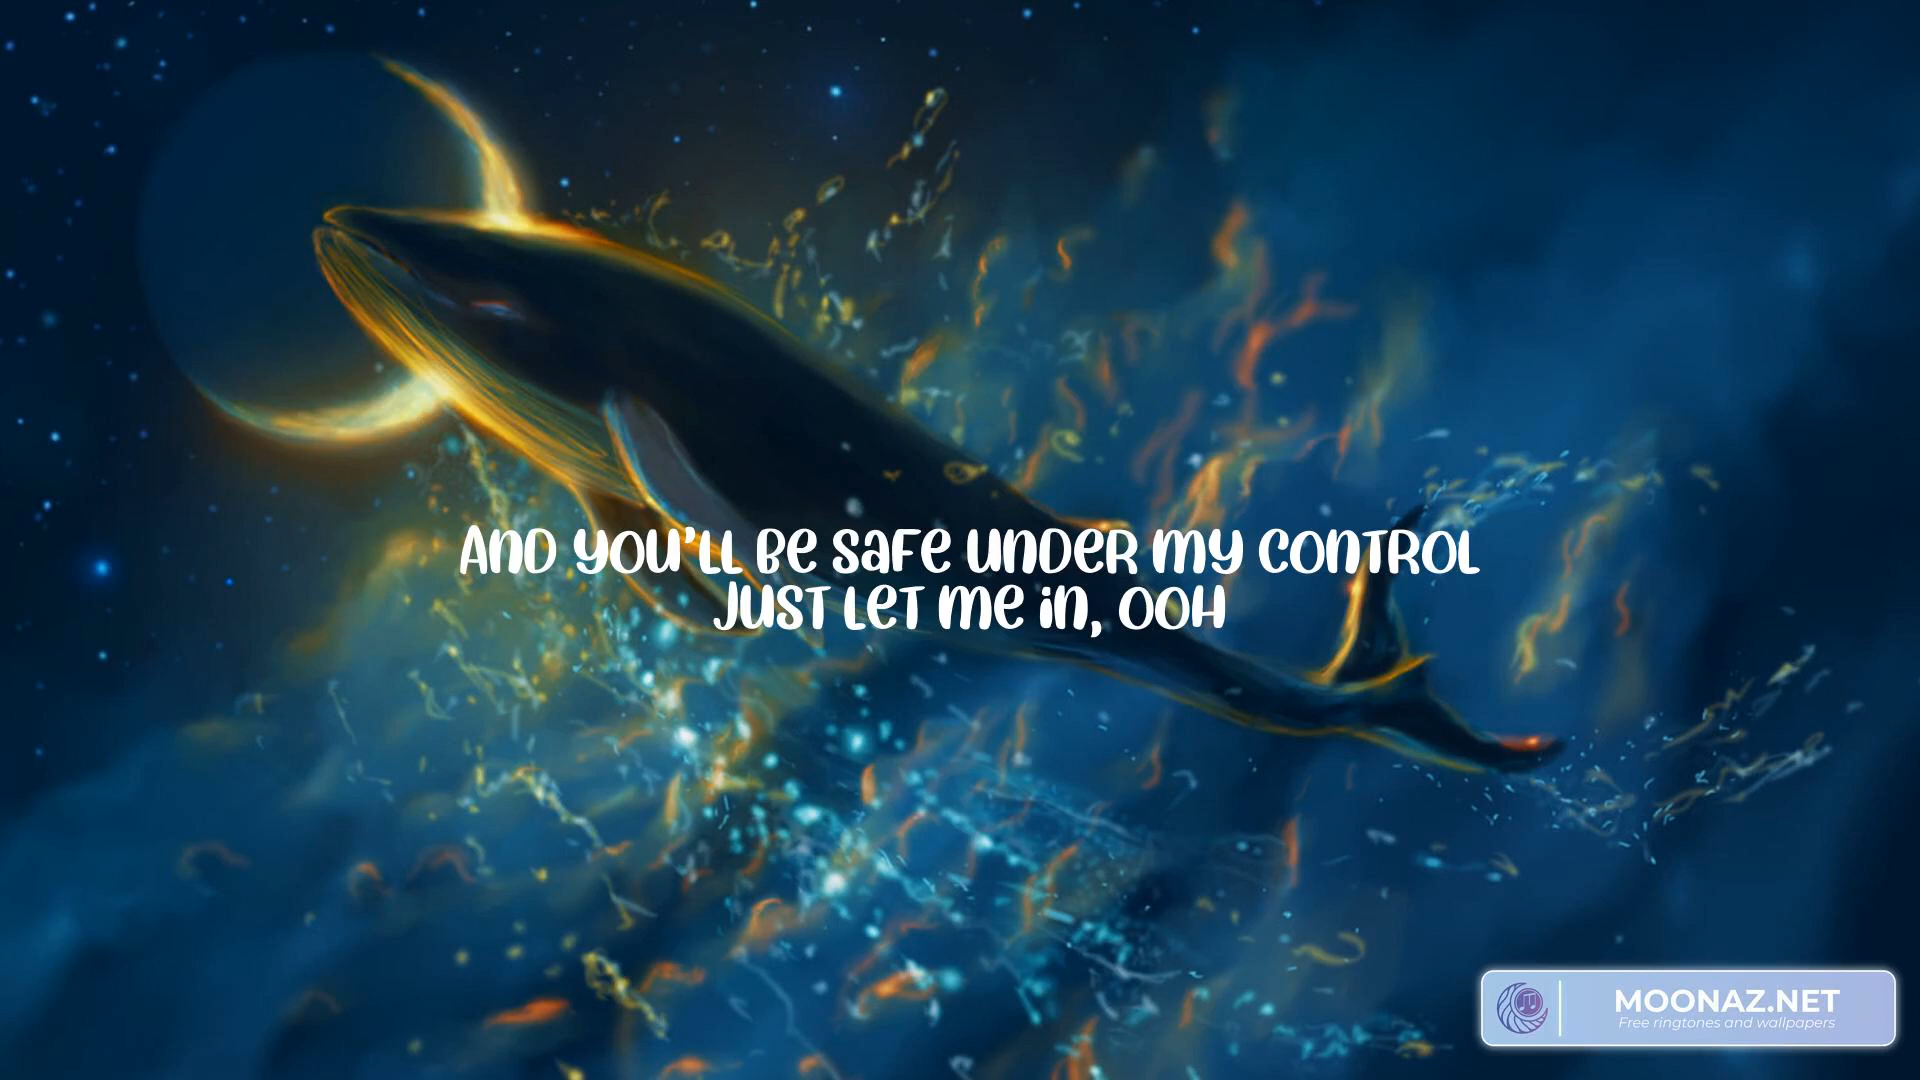 AND YOU'LL BE SAFE UNDER MY CONTROL
JUST LET ME IN, OOH
MOONAZ.NET
Free ringtones and wallpapers